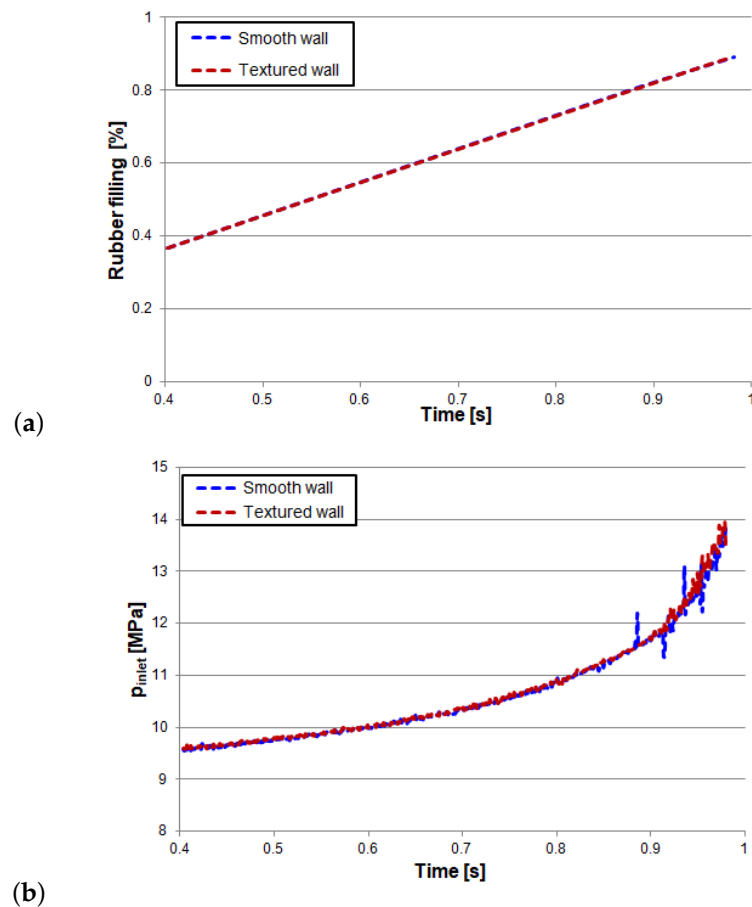 1
0.8
0.6
0.4
0.2
0
Rubber filling [%]
Smooth wall
Textured wall
0.4 0.5 0.6 0.7 0.8 0.9 1
Time [s]
(a)
15
14
13
12
11
10
9
8
pinlet [MPa]
Smooth wall
Textured wall
0.4 0.5 0.6 0.7 0.8 0.9 1
Time [s]
(b)